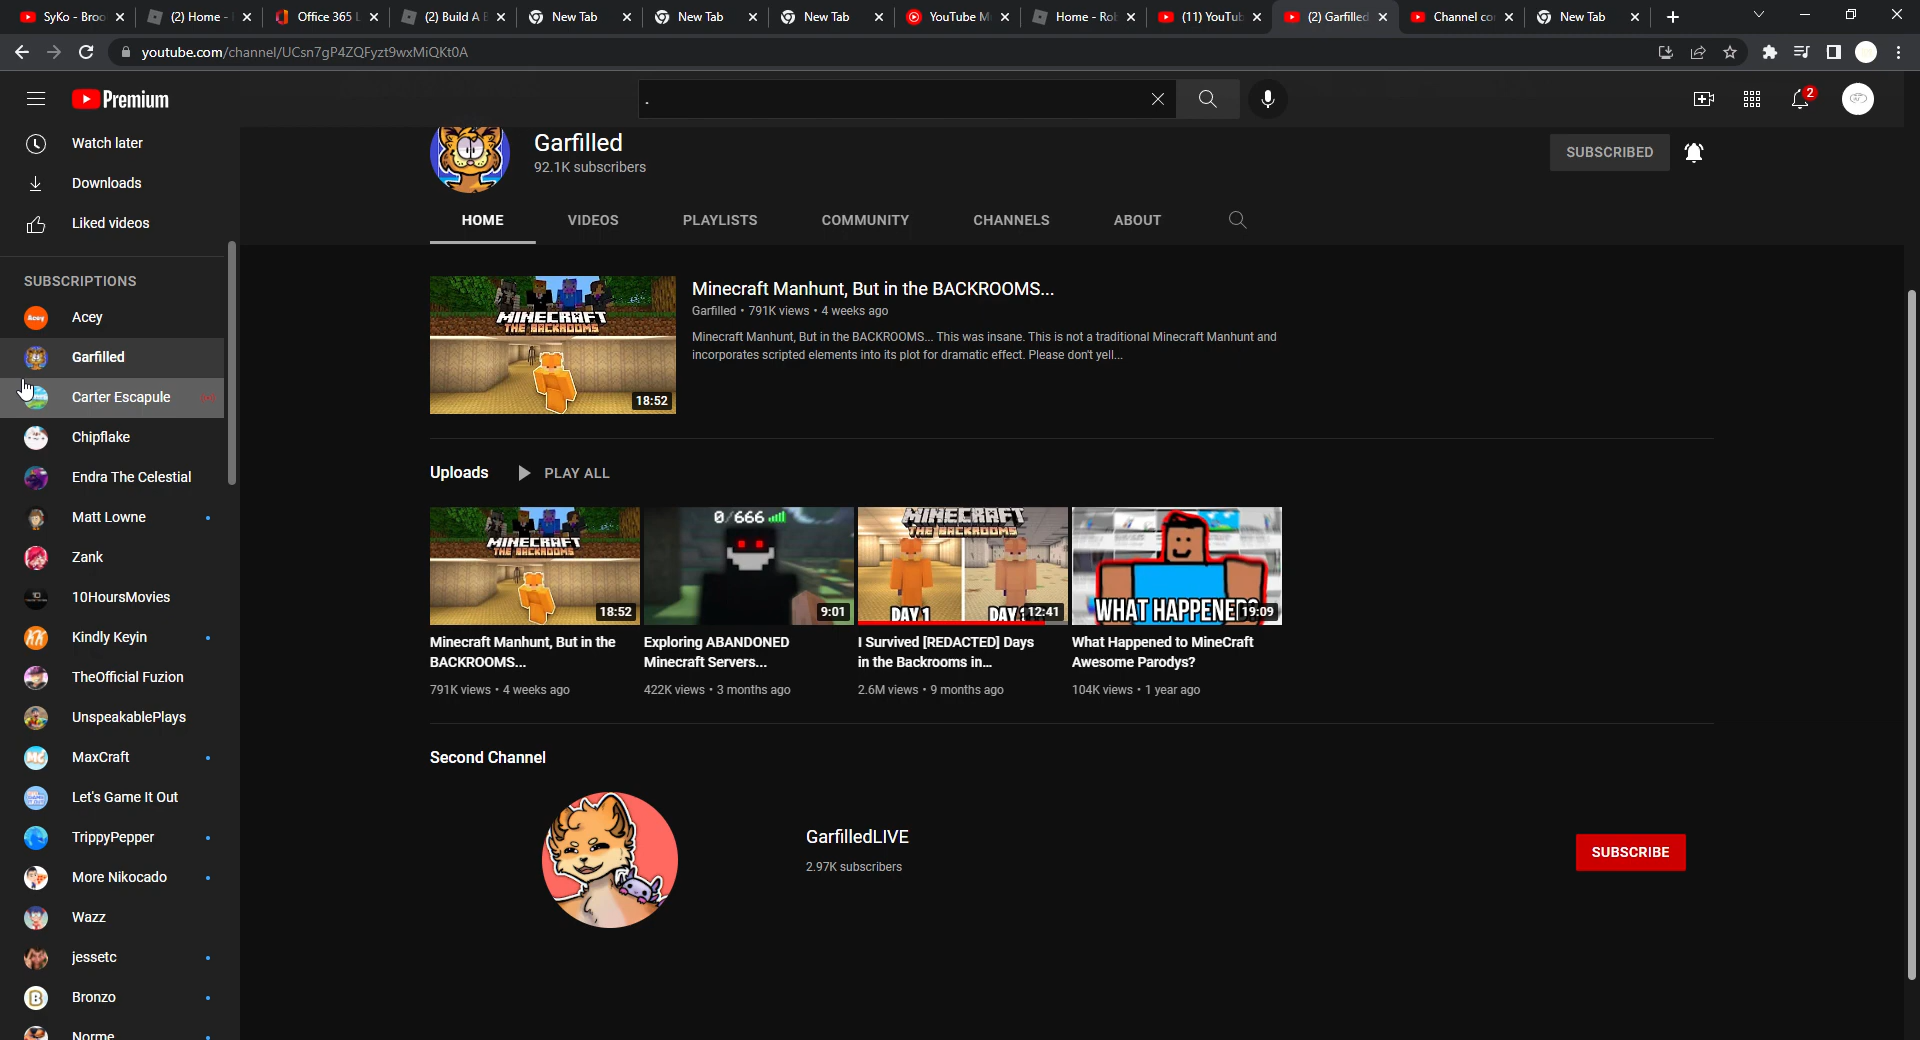 SyKo - Broo
(2) Home -
Office 365 L
(2) Build A B
New Tab
New Tab
New Tab
YouTube M
Home - Rob
(11) YouTub
(2) Garfilled
Channel co
New Tab
youtube.com/channel/UCsn7gP4ZQFyzt9wxMiQKt0A
Premium
.
2
Watch later
Downloads
Liked videos
SUBSCRIPTIONS
Acey
Garfilled
Carter Escapule
Chipflake
Endra The Celestial
Matt Lowne
Zank
10HoursMovies
Kindly Keyin
TheOfficial Fuzion
UnspeakablePlays
MaxCraft
Let's Game It Out
TrippyPepper
More Nikocado
Wazz
jessetc
Bronzo
Norme
Garfilled
92.1K subscribers
SUBSCRIBED
HOME VIDEOS PLAYLISTS COMMUNITY CHANNELS ABOUT
MINECRAFT
THE BACKROOMS
18:52
Minecraft Manhunt, But in the BACKROOMS...
Garfilled • 791K views • 4 weeks ago
Minecraft Manhunt, But in the BACKROOMS... This was insane. This is not a traditional Minecraft Manhunt and
incorporates scripted elements into its plot for dramatic effect. Please don't yell...
Uploads PLAY ALL
MINECRAFT
THE BACKROOMS
18:52
Minecraft Manhunt, But in the
BACKROOMS...
791K views • 4 weeks ago
0/666
9:01
Exploring ABANDONED
Minecraft Servers...
422K views • 3 months ago
MINECRAFT
THE BACKROOMS
DAY 1
DAY
12:41
I Survived [REDACTED] Days
in the Backrooms in...
2.6M views • 9 months ago
WHAT HAPPENED?
19:09
What Happened to MineCraft
Awesome Parodys?
104K views • 1 year ago
Second Channel
GarfilledLIVE
2.97K subscribers
SUBSCRIBE